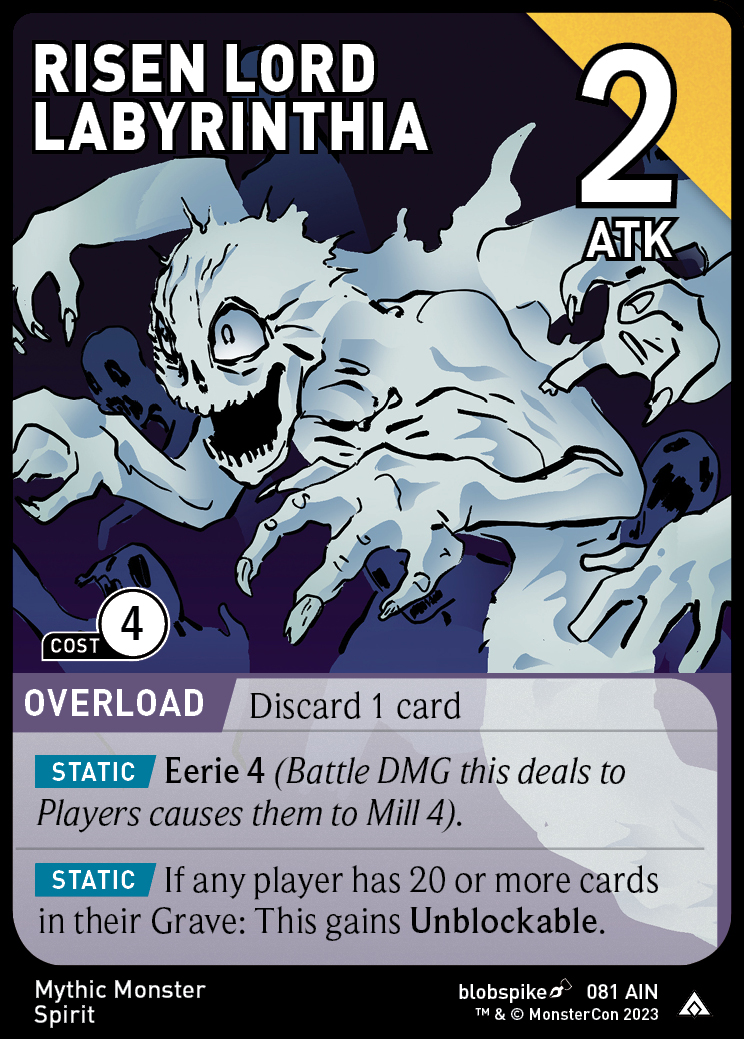 RISEN LORD
LABYRINTHIA
2
ATK
COST 4
OVERLOAD Discard 1 card
STATIC Eerie 4 (Battle DMG this deals to
Players causes them to Mill 4).
STATIC If any player has 20 or more cards
in their Grave: This gains Unblockable.
Mythic Monster
Spirit
blobspike 081 AIN
™ & © MonsterCon 2023